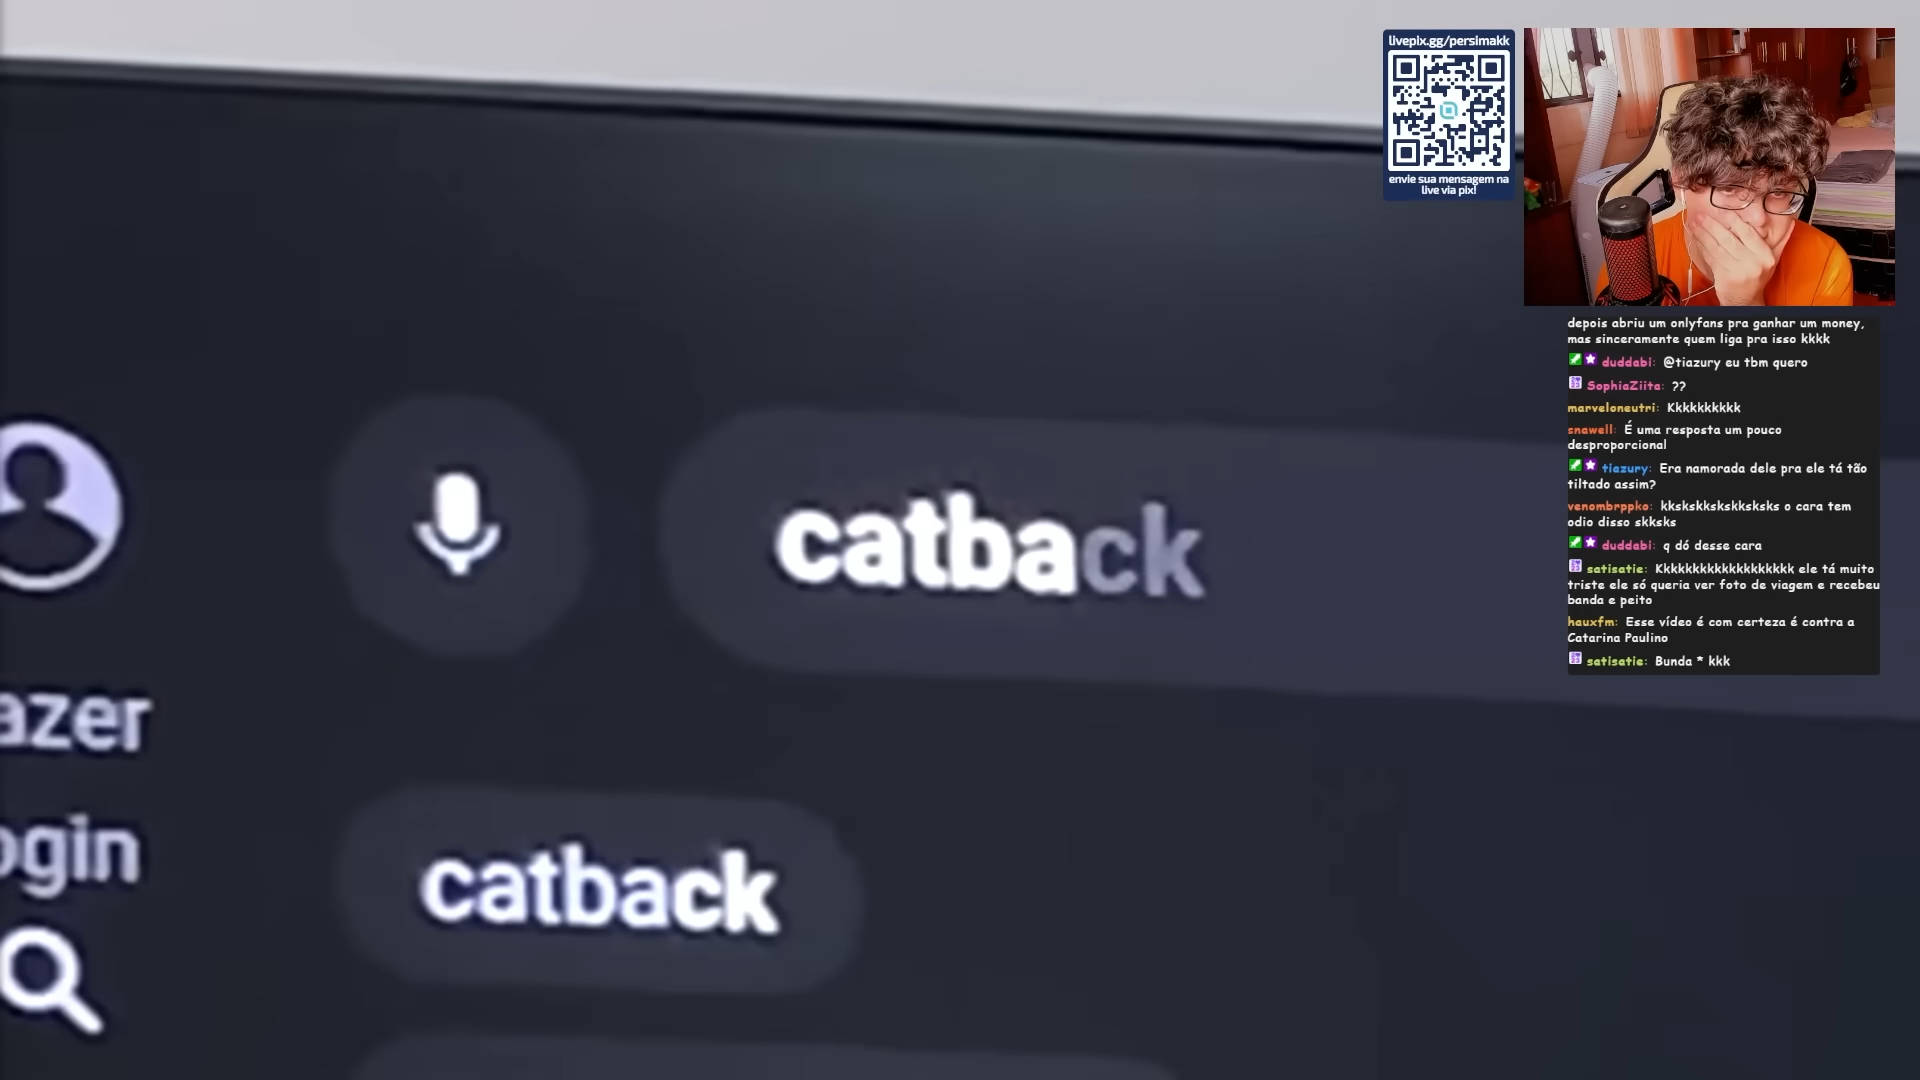 livepix.gg/persimakk
envie sua mensagem na
live via pix!
depois abriu um onlyfans pra ganhar um money,
mas sinceramente quem liga pra isso kkkk
duddabi: @tiazury eu tbm quero
SophiaZiita: ??
marveloneutri: Kkkkkkkkkk
snawell: É uma resposta um pouco
desproporcional
tiazury: Era namorada dele pra ele tá tão
tiltado assim?
venombrppko: kkskskkskskksksks o cara tem
odio disso skksks
duddabi: q dó desse cara
satisatie: Kkkkkkkkkkkkkkkkkkk ele tá muito
triste ele só queria ver foto de viagem e recebeu
banda e peito
hauxfm: Esse vídeo é com certeza é contra a
Catarina Paulino
satisatie: Bunda * kkk
catback
azer
ogin
catback